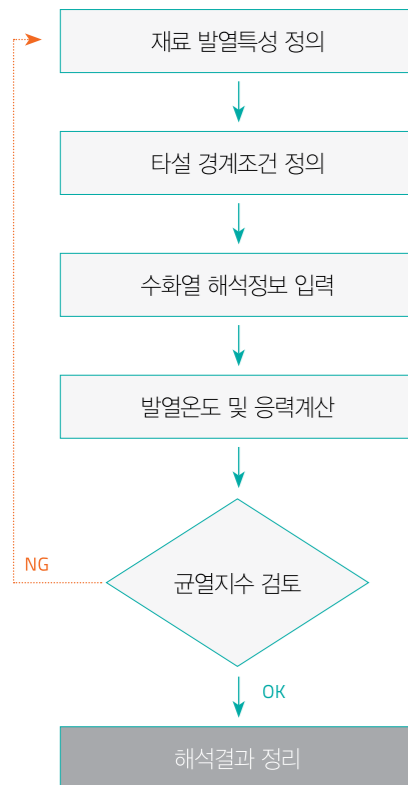 재료 발열특성 정의
타설 경계조건 정의
수화열 해석정보 입력
발열온도 및 응력계산
균열지수 검토
NG
OK
해석결과 정리